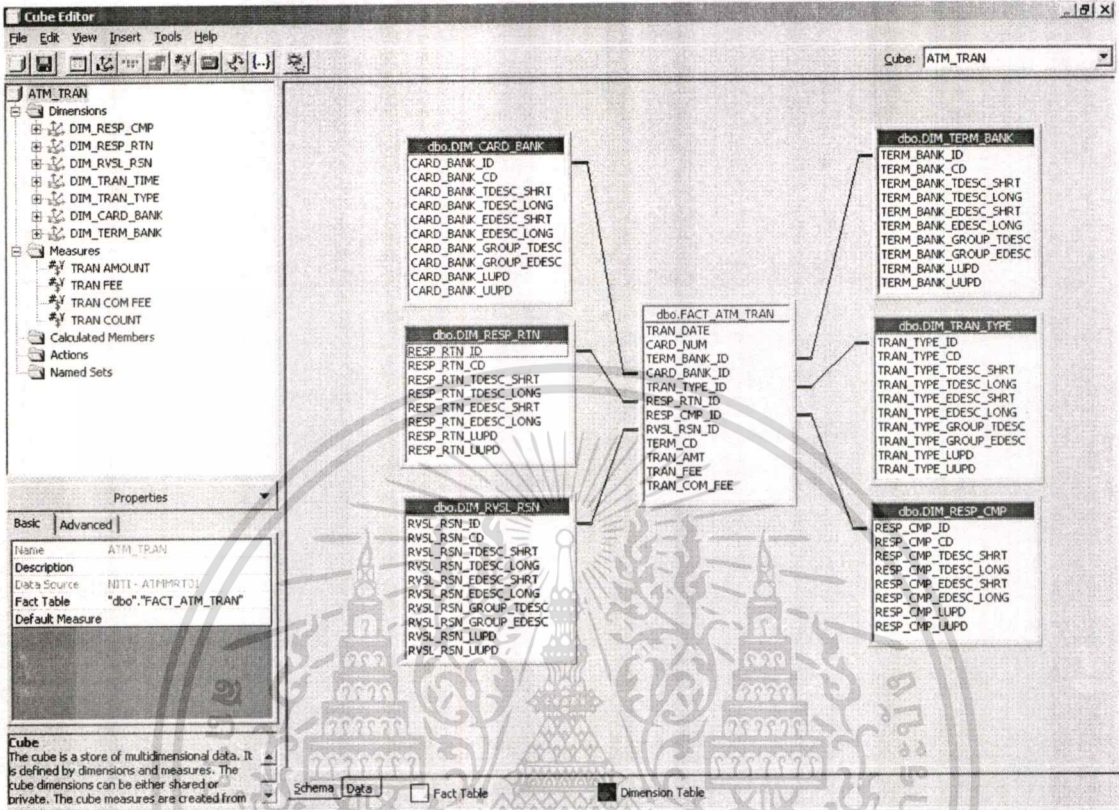 Cube Editor
File Edit View Insert Tools Help
Cube: ATM_TRAN
ATM_TRAN
Dimensions
DIM_RESP_CMP
DIM_RESP_RTN
DIM_RVSL_RSN
DIM_TRAN_TIME
DIM_TRAN_TYPE
DIM_CARD_BANK
DIM_TERM_BANK
Measures
TRAN AMOUNT
TRAN FEE
TRAN COM FEE
TRAN COUNT
Calculated Members
Actions
Named Sets
Properties
Basic Advanced
Name ATM_TRAN
Description
Data Source NITI - ATMMRT01
Fact Table "dbo"."FACT_ATM_TRAN"
Default Measure
Cube
The cube is a store of multidimensional data. It
is defined by dimensions and measures. The
cube dimensions can be either shared or
private. The cube measures are created from
dbo.DIM_CARD_BANK
CARD_BANK_ID
CARD_BANK_CD
CARD_BANK_TDESC_SHRT
CARD_BANK_TDESC_LONG
CARD_BANK_EDESC_SHRT
CARD_BANK_EDESC_LONG
CARD_BANK_GROUP_TDESC
CARD_BANK_GROUP_EDESC
CARD_BANK_LUPD
CARD_BANK_UUPD
dbo.DIM_RESP_RTN
RESP_RTN_ID
RESP_RTN_CD
RESP_RTN_TDESC_SHRT
RESP_RTN_TDESC_LONG
RESP_RTN_EDESC_SHRT
RESP_RTN_EDESC_LONG
RESP_RTN_LUPD
RESP_RTN_UUPD
dbo.DIM_RVSL_RSN
RVSL_RSN_ID
RVSL_RSN_CD
RVSL_RSN_TDESC_SHRT
RVSL_RSN_TDESC_LONG
RVSL_RSN_EDESC_SHRT
RVSL_RSN_EDESC_LONG
RVSL_RSN_GROUP_TDESC
RVSL_RSN_GROUP_EDESC
RVSL_RSN_LUPD
RVSL_RSN_UUPD
dbo.FACT_ATM_TRAN
TRAN_DATE
CARD_NUM
TERM_BANK_ID
CARD_BANK_ID
TRAN_TYPE_ID
RESP_RTN_ID
RESP_CMP_ID
RVSL_RSN_ID
TERM_CD
TRAN_AMT
TRAN_FEE
TRAN_COM_FEE
dbo.DIM_TERM_BANK
TERM_BANK_ID
TERM_BANK_CD
TERM_BANK_TDESC_SHRT
TERM_BANK_TDESC_LONG
TERM_BANK_EDESC_SHRT
TERM_BANK_EDESC_LONG
TERM_BANK_GROUP_TDESC
TERM_BANK_GROUP_EDESC
TERM_BANK_LUPD
TERM_BANK_UUPD
dbo.DIM_TRAN_TYPE
TRAN_TYPE_ID
TRAN_TYPE_CD
TRAN_TYPE_TDESC_SHRT
TRAN_TYPE_TDESC_LONG
TRAN_TYPE_EDESC_SHRT
TRAN_TYPE_EDESC_LONG
TRAN_TYPE_GROUP_TDESC
TRAN_TYPE_GROUP_EDESC
TRAN_TYPE_LUPD
TRAN_TYPE_UUPD
dbo.DIM_RESP_CMP
RESP_CMP_ID
RESP_CMP_CD
RESP_CMP_TDESC_SHRT
RESP_CMP_TDESC_LONG
RESP_CMP_EDESC_SHRT
RESP_CMP_EDESC_LONG
RESP_CMP_LUPD
RESP_CMP_UUPD
Schema Data Fact Table Dimension Table